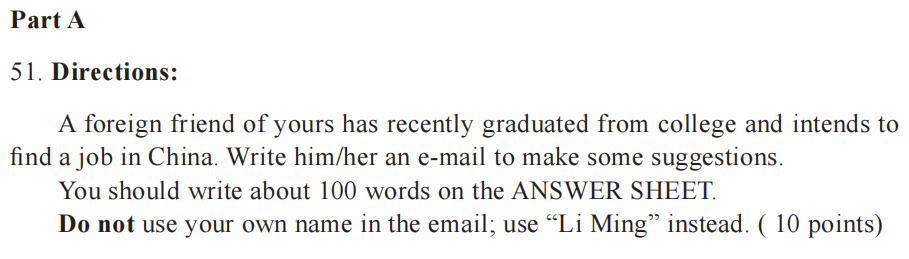 Part A
51. Directions:
A foreign friend of yours has recently graduated from college and intends to
find a job in China. Write him/her an e-mail to make some suggestions.
You should write about 100 words on the ANSWER SHEET.
Do not use your own name in the email; use “Li Ming” instead. ( 10 points)